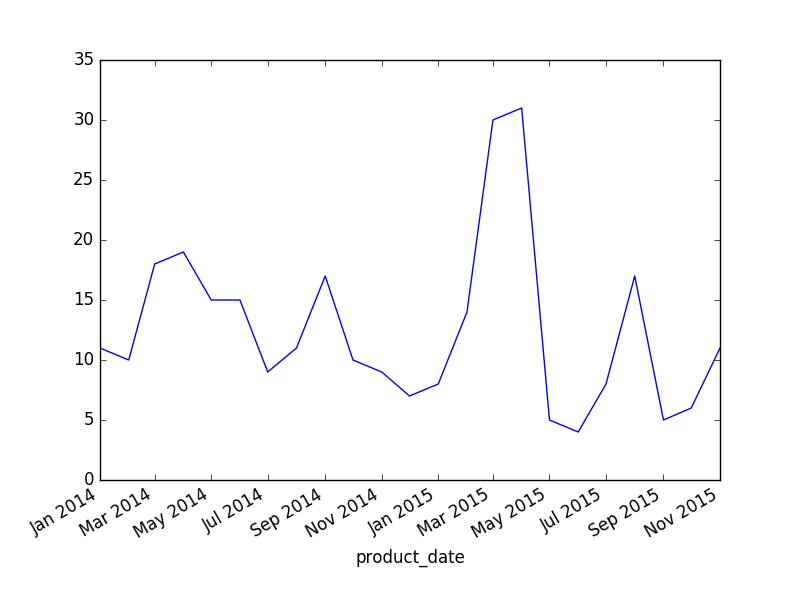 35
30
25
20
15
10
5
0
Jan 2014
Mar 2014
May 2014
Jul 2014
Sep 2014
Nov 2014
Jan 2015
Mar 2015
May 2015
Jul 2015
Sep 2015
Nov 2015
product_date